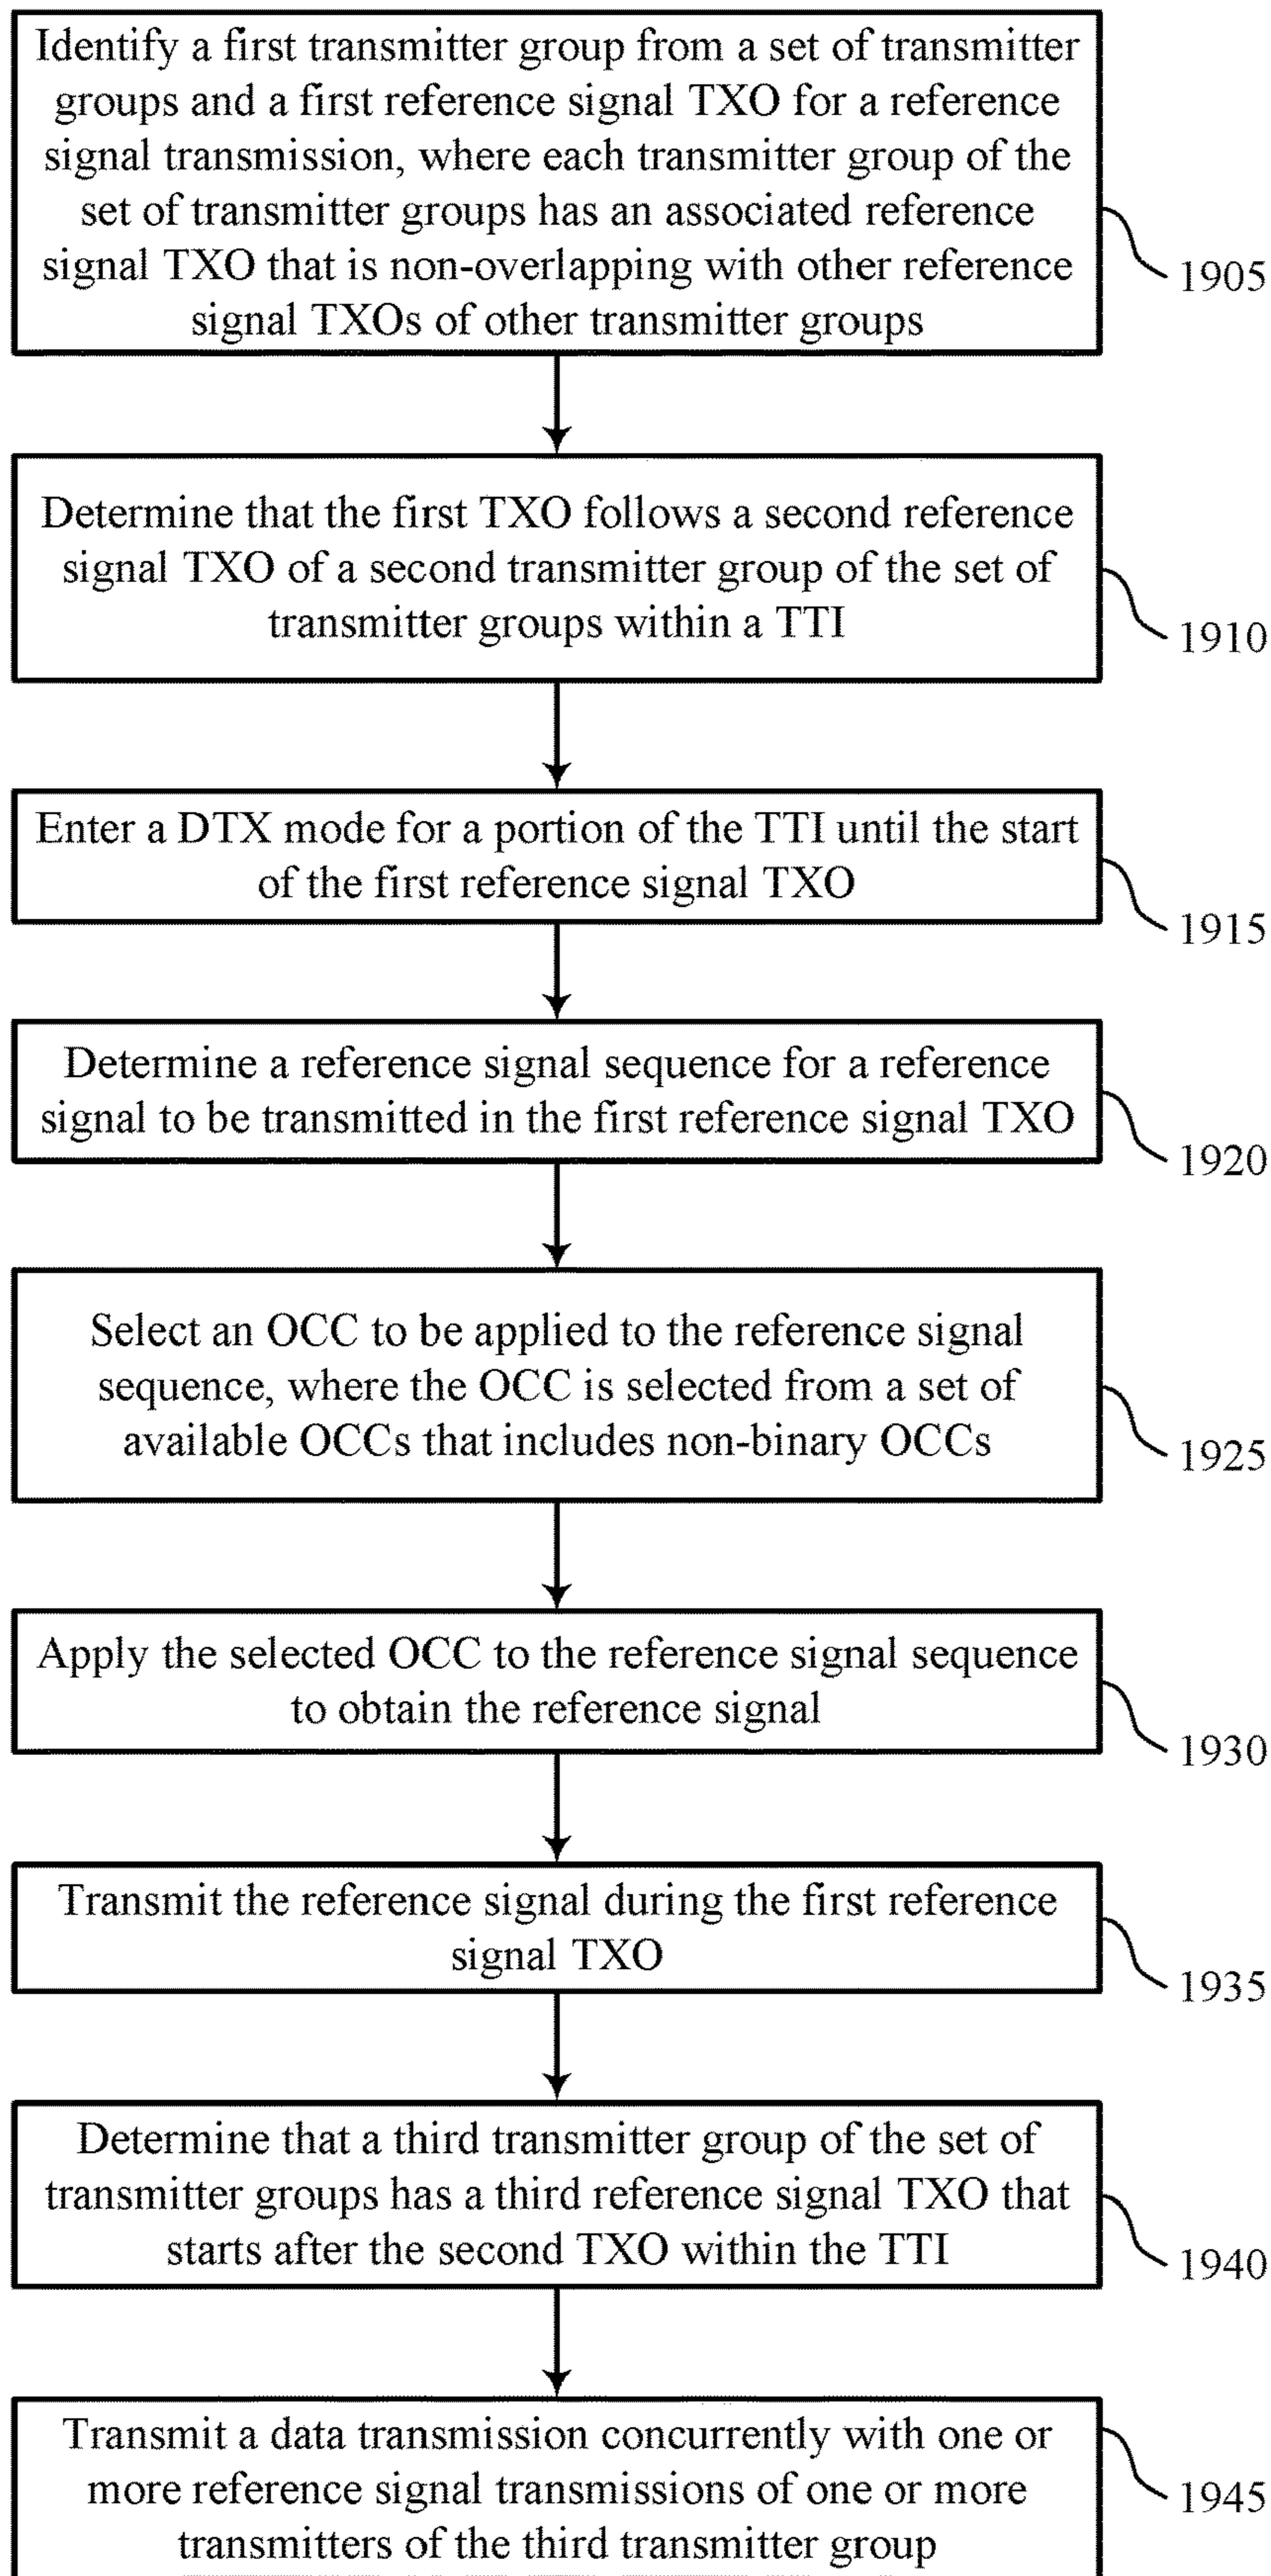 Identify a first transmitter group from a set of transmitter
groups and a first reference signal TXO for a reference
signal transmission, where each transmitter group of the
set of transmitter groups has an associated reference
signal TXO that is non-overlapping with other reference
signal TXOs of other transmitter groups
1905
Determine that the first TXO follows a second reference
signal TXO of a second transmitter group of the set of
transmitter groups within a TTI
1910
Enter a DTX mode for a portion of the TTI until the start
of the first reference signal TXO
1915
Determine a reference signal sequence for a reference
signal to be transmitted in the first reference signal TXO
1920
Select an OCC to be applied to the reference signal
sequence, where the OCC is selected from a set of
available OCCs that includes non-binary OCCs
1925
Apply the selected OCC to the reference signal sequence
to obtain the reference signal
1930
Transmit the reference signal during the first reference
signal TXO
1935
Determine that a third transmitter group of the set of
transmitter groups has a third reference signal TXO that
starts after the second TXO within the TTI
1940
Transmit a data transmission concurrently with one or
more reference signal transmissions of one or more
transmitters of the third transmitter group
1945